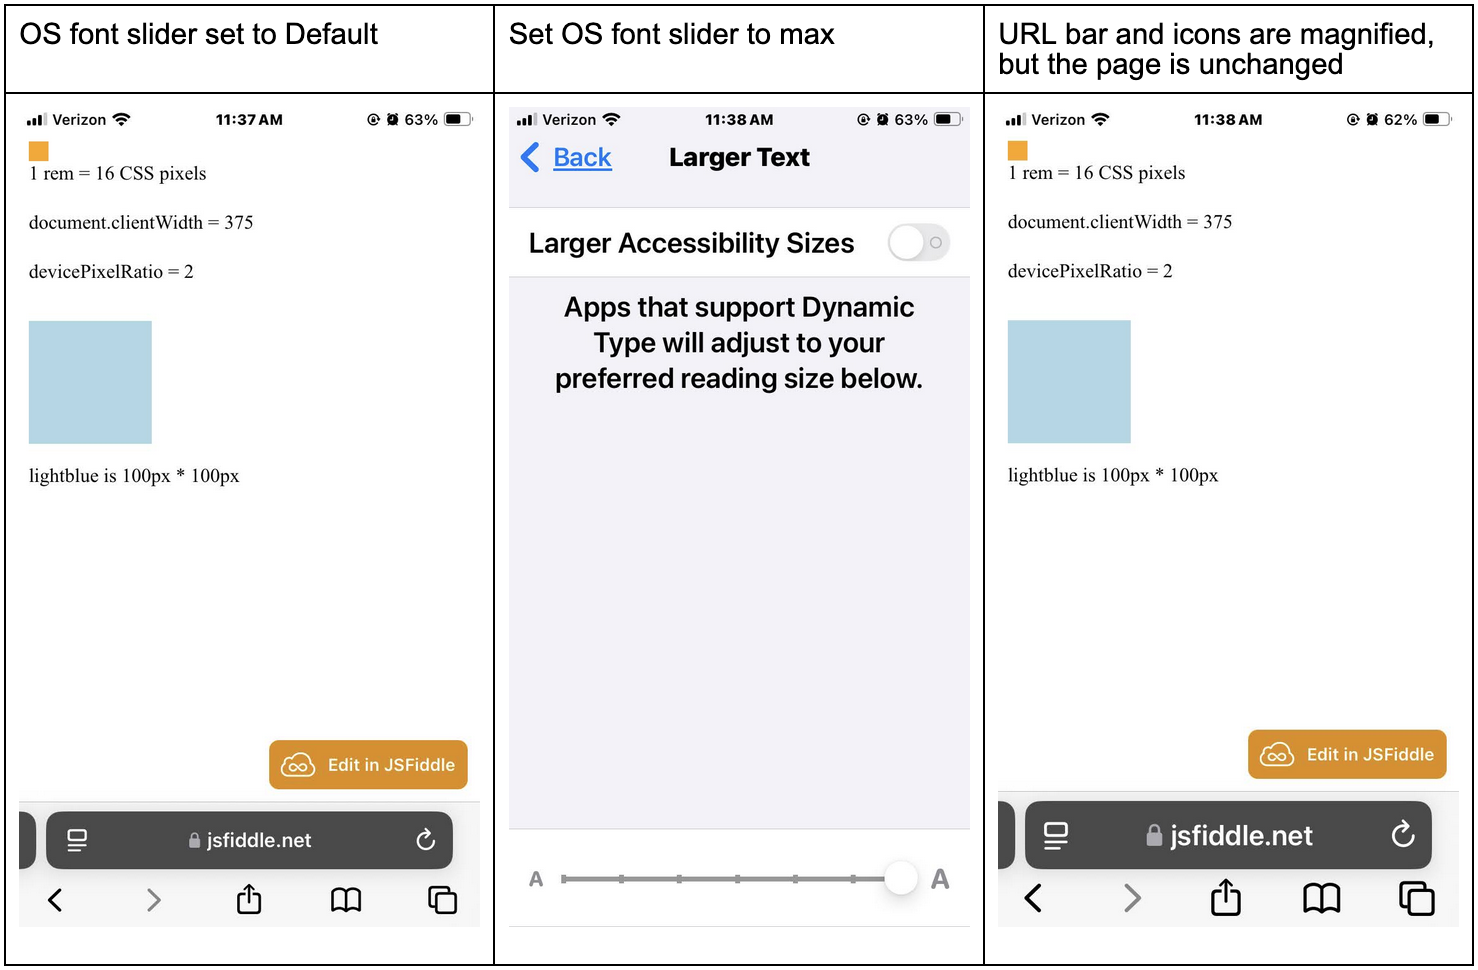 OS font slider set to Default
Set OS font slider to max
URL bar and icons are magnified,
but the page is unchanged
Verizon
11:37 AM
63%
1 rem = 16 CSS pixels
document.clientWidth = 375
devicePixelRatio = 2
lightblue is 100px * 100px
Edit in JSFiddle
jsfiddle.net
Verizon
11:38 AM
63%
Back
Larger Text
Larger Accessibility Sizes
Apps that support Dynamic
Type will adjust to your
preferred reading size below.
A
A
Verizon
11:38 AM
62%
1 rem = 16 CSS pixels
document.clientWidth = 375
devicePixelRatio = 2
lightblue is 100px * 100px
Edit in JSFiddle
jsfiddle.net